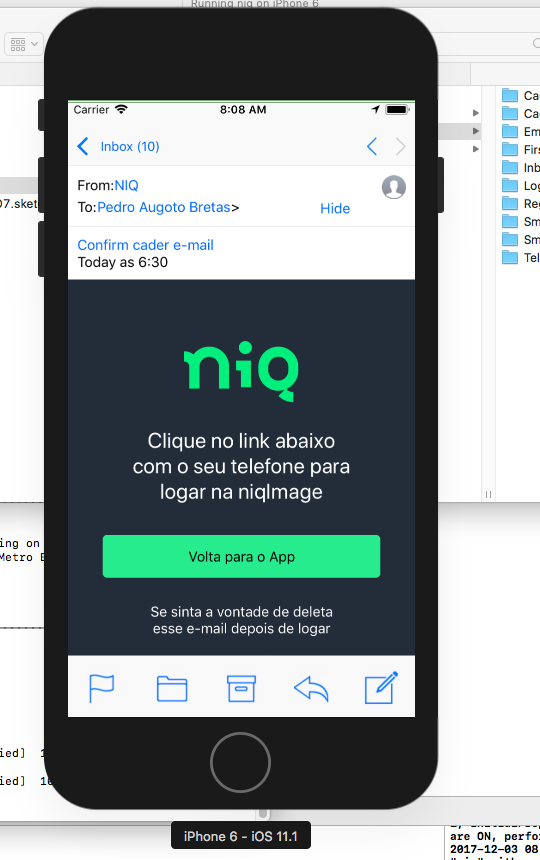 Running niq on iPhone 6
Carrier
8:08 AM
Inbox (10)
From:NIQ
To:Pedro Augoto Bretas>
Hide
Confirm cader e-mail
Today as 6:30
niQ
Clique no link abaixo
com o seu telefone para
logar na niqImage
Volta para o App
Se sinta a vontade de deleta
esse e-mail depois de logar
iPhone 6 - iOS 11.1
07.sket
Ca
Ca
Em
Firs
Inb
Log
Reg
Sm
Sm
Tel
ing on
Metro
ied]
ied]
are ON, perfo
2017-12-03 08